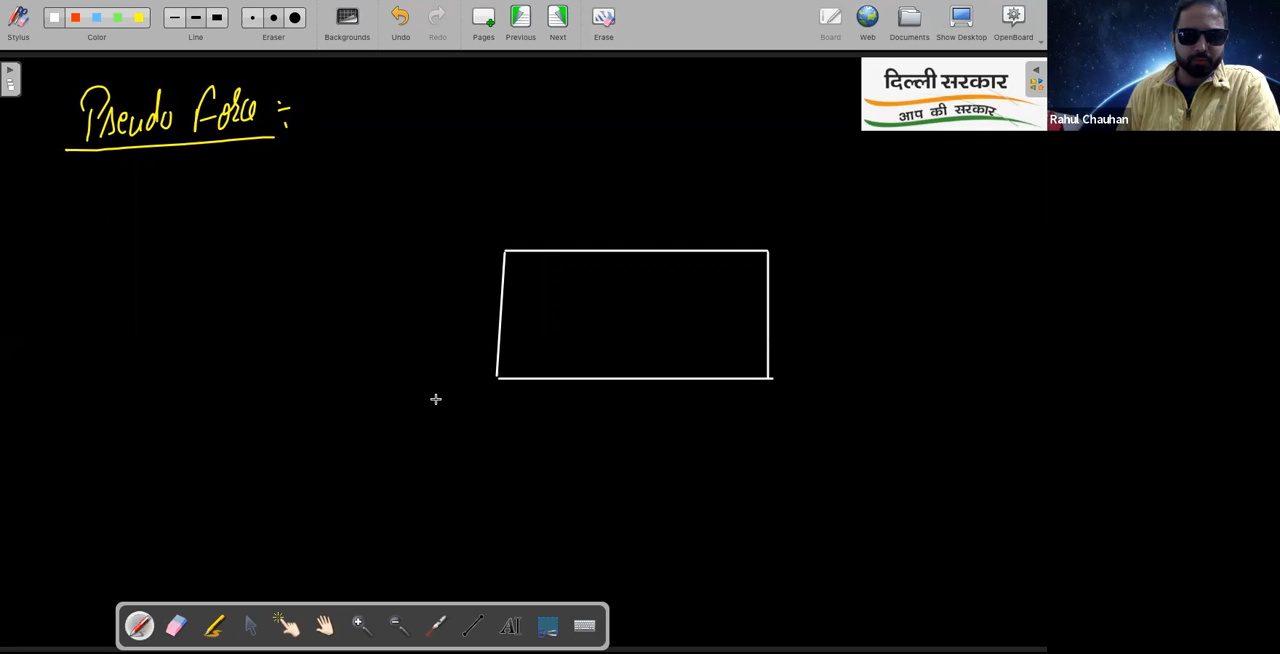 Stylus Color Line Eraser Backgrounds Undo Redo Pages Previous Next Erase Board Web Documents Show Desktop OpenBoard
Pseudo Force :
दिल्ली सरकार
आप की सरकार
Rahul Chauhan
AI